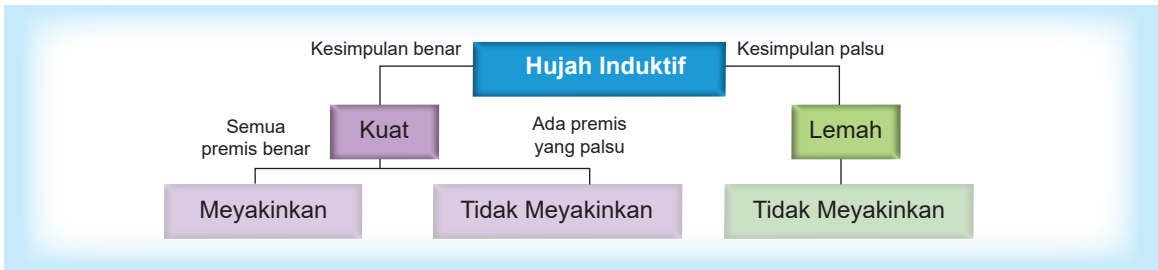 Kesimpulan benar
Hujah Induktif
Kesimpulan palsu
Semua
premis benar
Kuat
Ada premis
yang palsu
Lemah
Meyakinkan
Tidak Meyakinkan
Tidak Meyakinkan